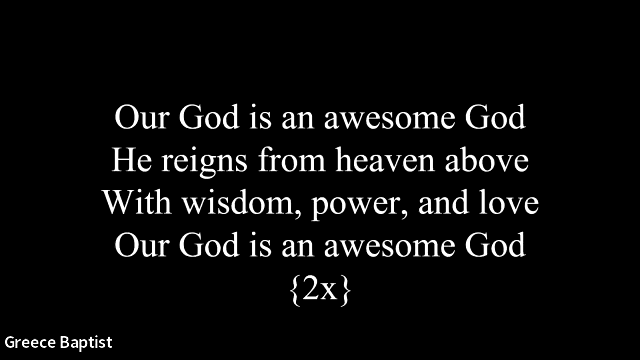 Our God is an awesome God
He reigns from heaven above
With wisdom, power, and love
Our God is an awesome God
{2x}
Greece Baptist